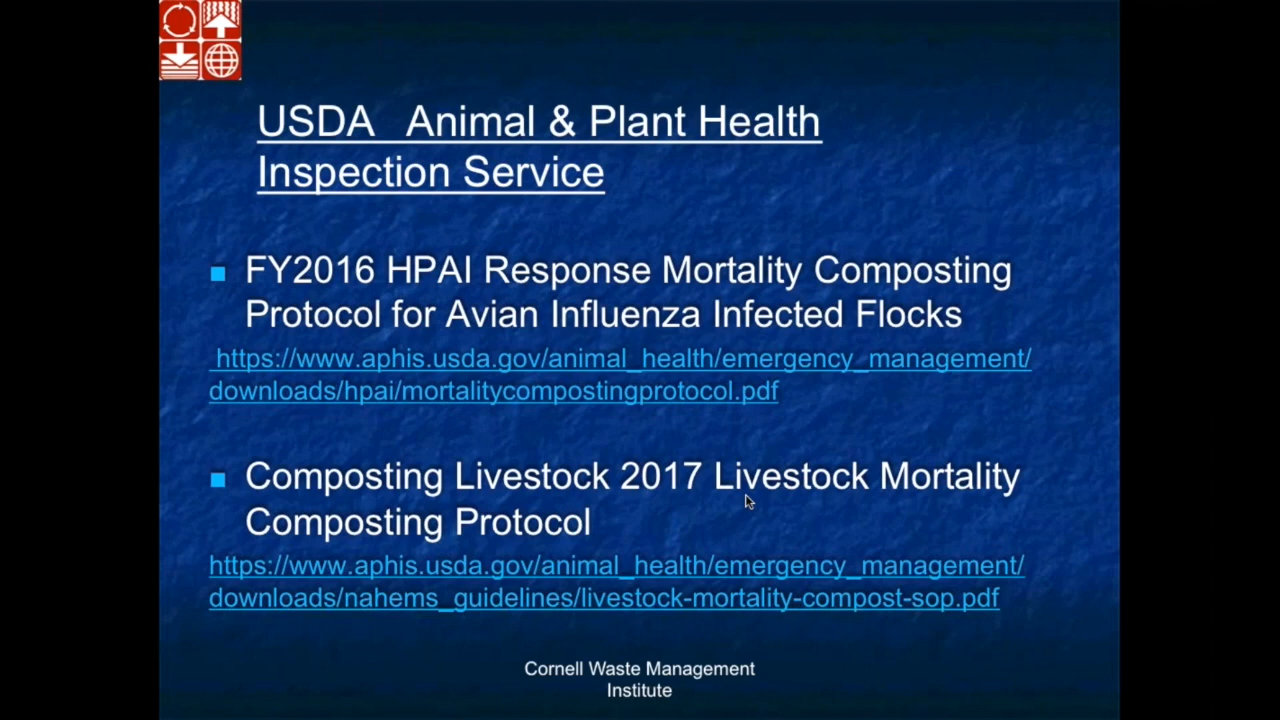 USDA   Animal & Plant Health
Inspection Service
FY2016 HPAI Response Mortality Composting
Protocol for Avian Influenza Infected Flocks
https://www.aphis.usda.gov/animal_health/emergency_management/
downloads/hpai/mortalitycompostingprotocol.pdf
Composting Livestock 2017 Livestock Mortality
Composting Protocol
https://www.aphis.usda.gov/animal_health/emergency_management/
downloads/nahems_guidelines/livestock-mortality-compost-sop.pdf
Cornell Waste Management
Institute